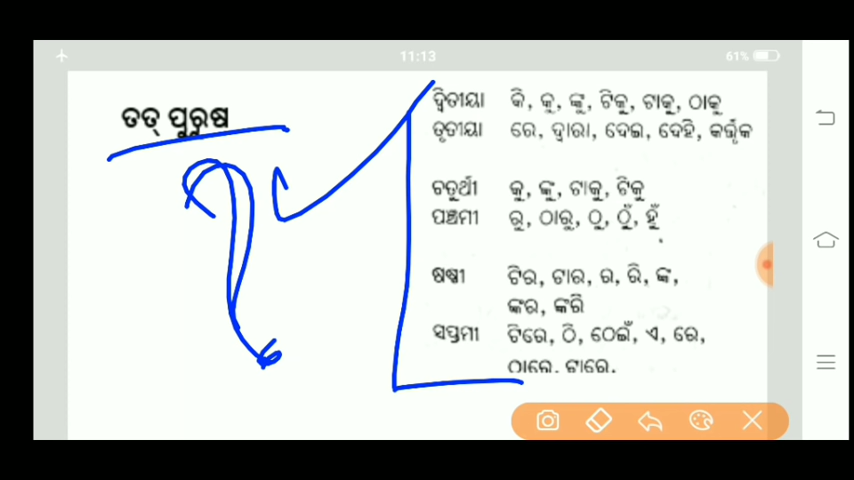 11:13
61%
ତତ୍ ପୁରୁଷ
ଦ୍ୱିତୀୟା କି, କୁ, ଙ୍କୁ, ଟିକୁ, ଟାକୁ, ଠାକୁ
ତୃତୀୟା ରେ, ଦ୍ୱାରା, ଦେଇ, ଦେହି, କର୍ତ୍ତୃକ
ଚତୁର୍ଥୀ କୁ, ଙ୍କୁ, ଟାକୁ, ଟିକୁ
ପଞ୍ଚମୀ ରୁ, ଠାରୁ, ଠୁ, ଠୁଁ, ହୁଁ
ଷଷ୍ଠୀ ଟିର, ଟାର, ର, ରି, ଙ୍କ,
ଙ୍କର, ଙ୍କରି
ସପ୍ତମୀ ଟିରେ, ଠି, ଠେଇଁ, ଏ, ରେ,
ଠାରେ, ଟାରେ.